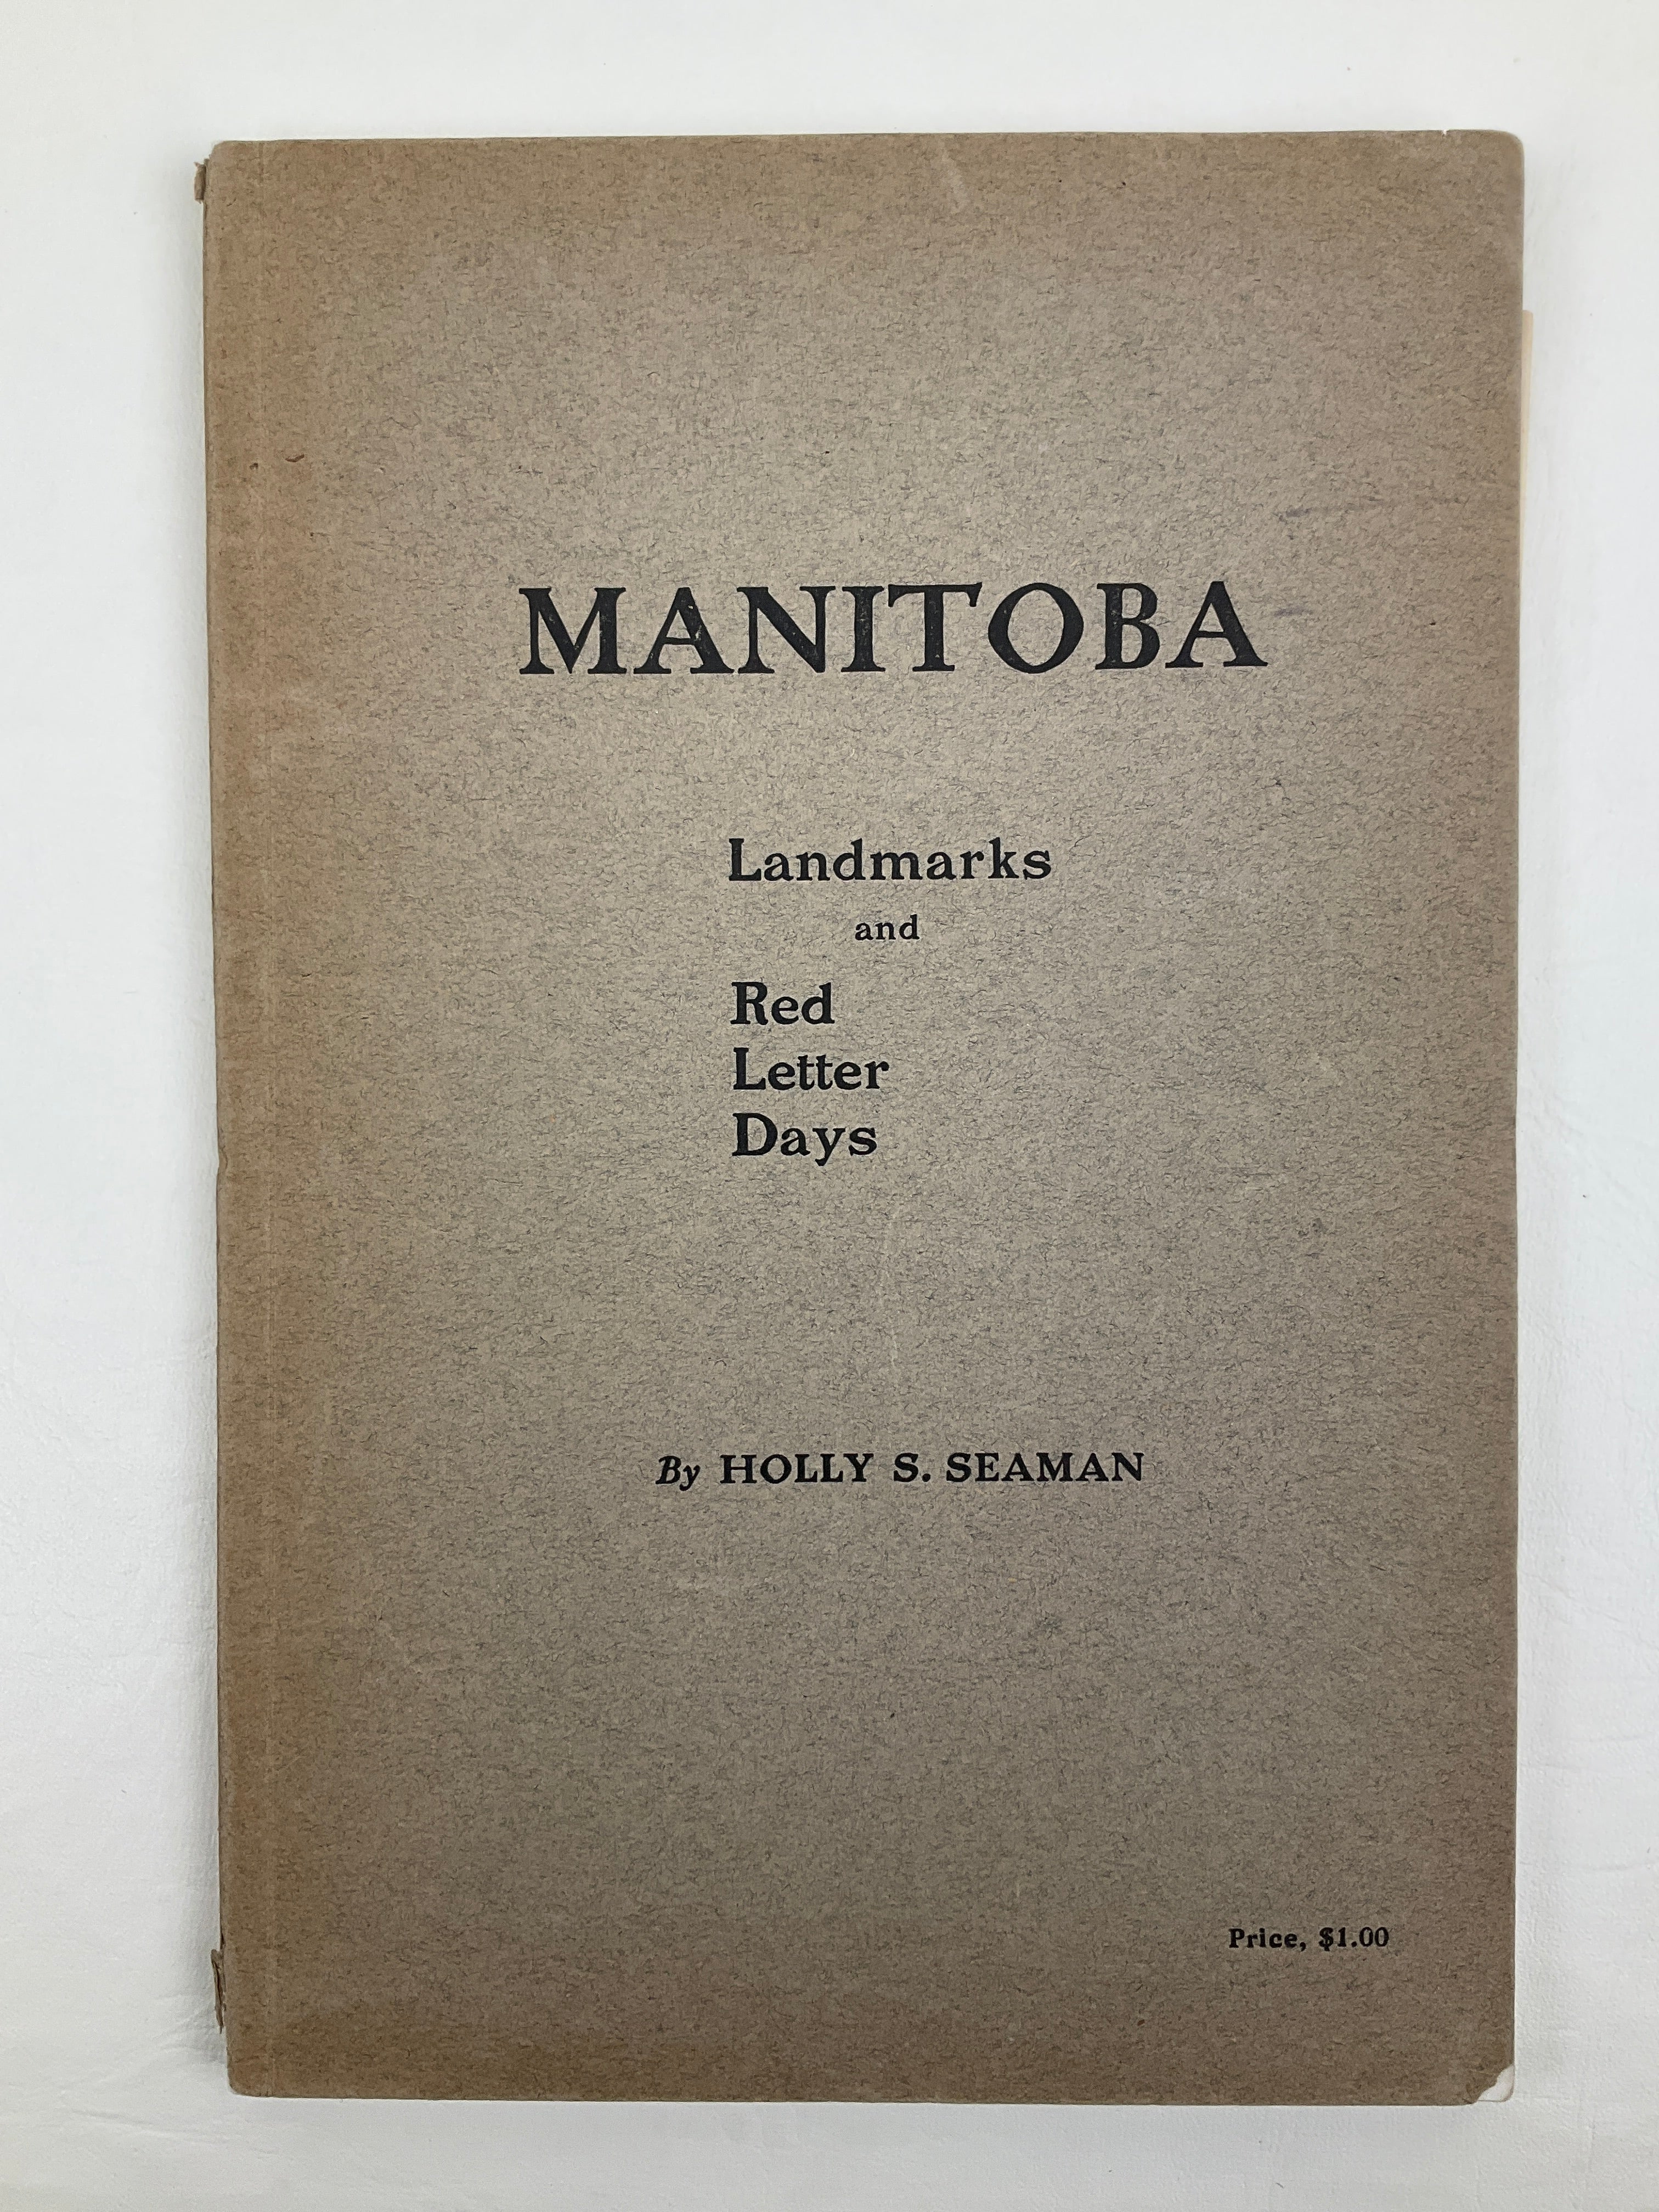 MANITOBA
Landmarks
and
Red
Letter
Days
By HOLLY S. SEAMAN
Price, $1.00